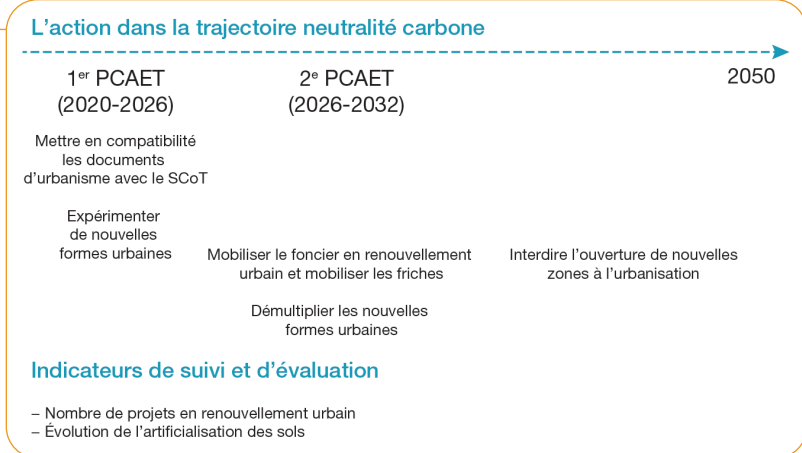 L’action dans la trajectoire neutralité carbone
1er PCAET
(2020-2026)
2e PCAET
(2026-2032)
2050
Mettre en compatibilité
les documents
d’urbanisme avec le SCoT
Expérimenter
de nouvelles
formes urbaines
Mobiliser le foncier en renouvellement
urbain et mobiliser les friches
Démultiplier les nouvelles
formes urbaines
Interdire l’ouverture de nouvelles
zones à l’urbanisation
Indicateurs de suivi et d’évaluation
– Nombre de projets en renouvellement urbain
– Évolution de l’artificialisation des sols